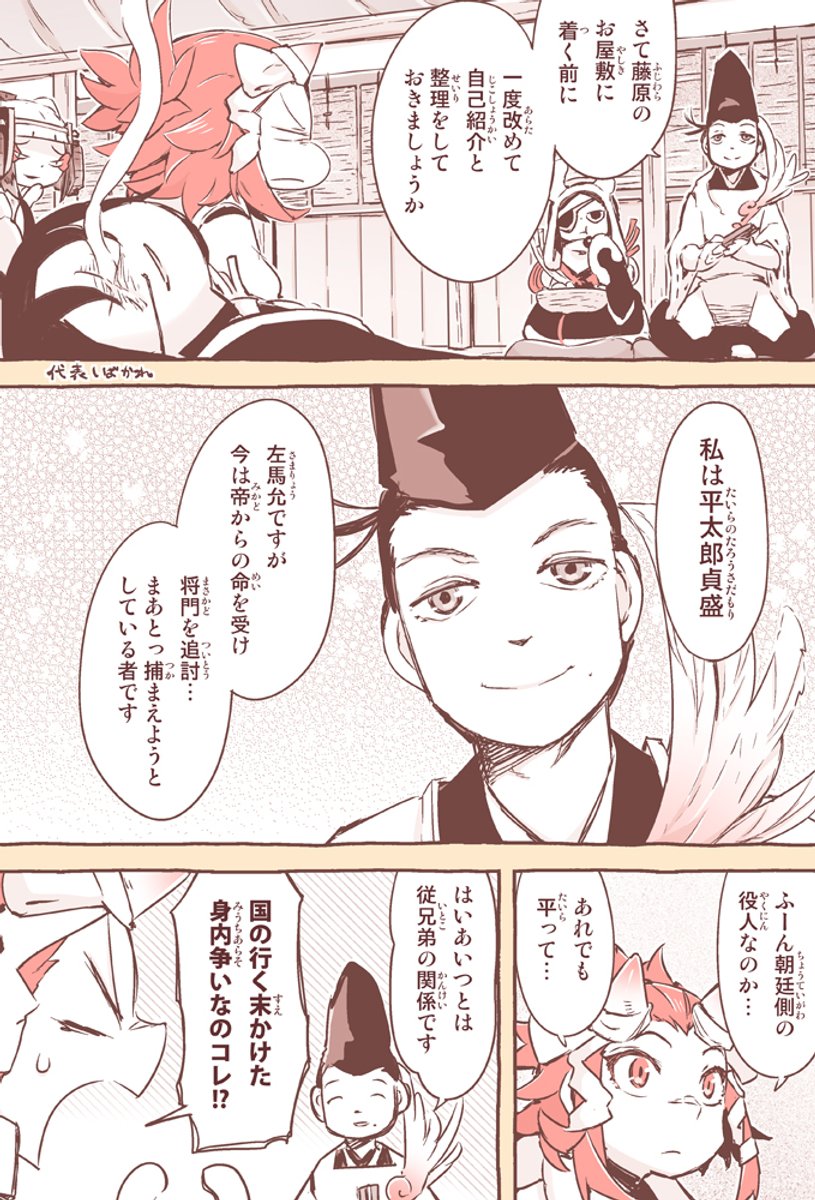 さて藤原の
お屋敷に
着く前に
一度改めて
自己紹介と
整理をして
おきましょうか
代表しばかれ
私は平太郎貞盛
左馬允ですが
今は帝からの命を受け
将門を追討…
まあとっ捕まえようと
している者です
ふーん朝廷側の
役人なのか…
あれでも
平って…
はいあいつとは
従兄弟の関係です
国の行く末かけた
身内争いなのコレ!?